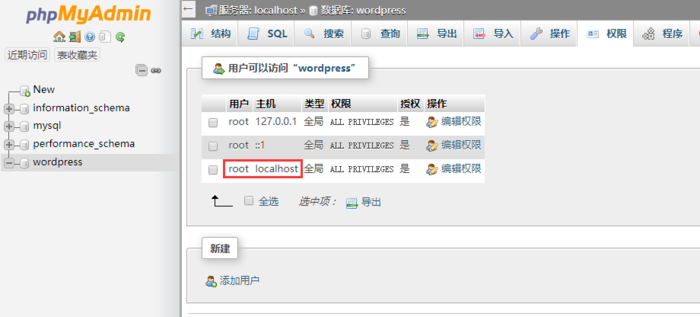 phpMyAdmin
近期访问 表收藏夹
New
information_schema
mysql
performance_schema
wordpress
服务器: localhost » 数据库: wordpress
结构 SQL 搜索 查询 导出 导入 操作 权限 程序
用户可以访问“wordpress”
用户 主机 类型 权限 授权 操作
root 127.0.0.1 全局 ALL PRIVILEGES 是 编辑权限
root ::1 全局 ALL PRIVILEGES 是 编辑权限
root localhost 全局 ALL PRIVILEGES 是 编辑权限
全选 选中项： 导出
新建
添加用户